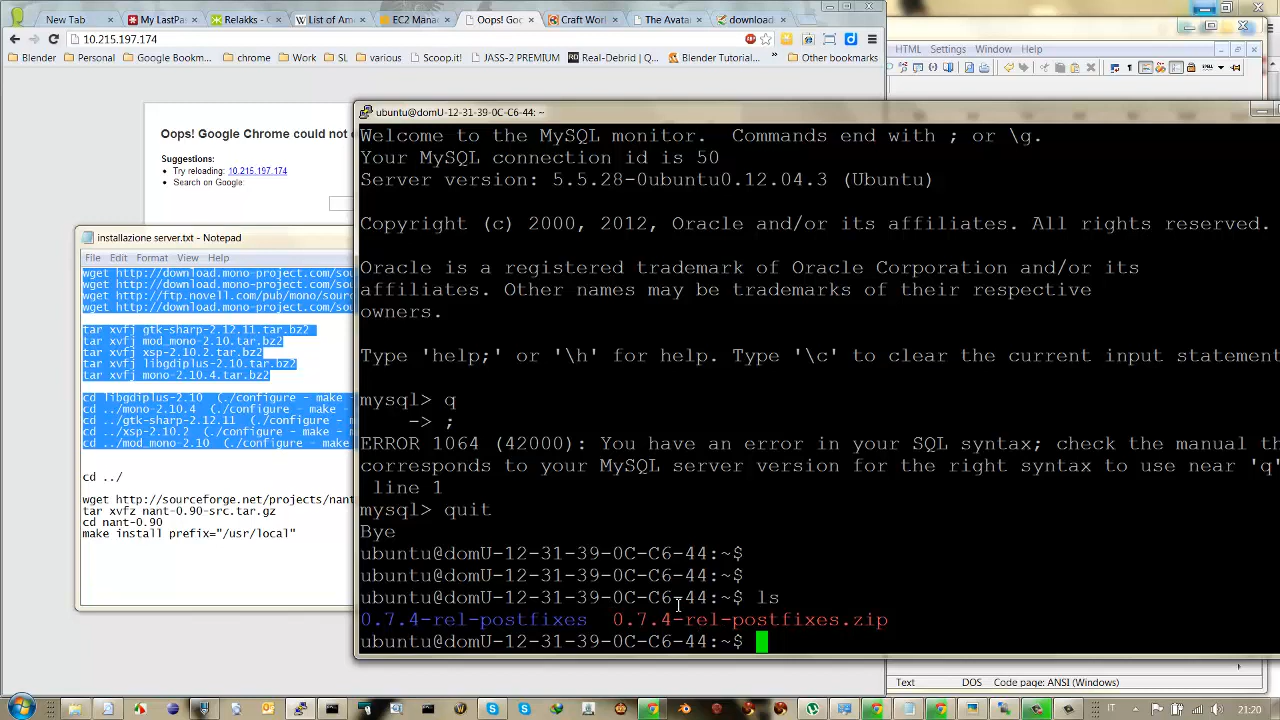 New Tab
My LastPa
Relakks -
List of Am
EC2 Mana
Oops! Goo
Craft Worl
The Avata
download
10.215.197.174
Blender
Personal
Google Bookm...
chrome
Work
SL
various
Scoop.it!
JASS-2 PREMIUM
Real-Debrid | Q...
Blender Tutorial...
»
Other bookmarks
HTML Settings Window Help
Oops! Google Chrome could not
Suggestions:
Try reloading: 10.215.197.174
Search on Google:
installazione server.txt - Notepad
File Edit Format View Help
wget http://download.mono-project.com/sou
wget http://download.mono-project.com/sou
wget http://ftp.novell.com/pub/mono/sour
wget http://download.mono-project.com/sou
tar xvfj gtk-sharp-2.12.11.tar.bz2
tar xvfj mod_mono-2.10.tar.bz2
tar xvfj xsp-2.10.2.tar.bz2
tar xvfj libgdiplus-2.10.tar.bz2
tar xvfj mono-2.10.4.tar.bz2
cd libgdiplus-2.10 (./configure - make -
cd ../mono-2.10.4 (./configure - make -
cd ../gtk-sharp-2.12.11 (./configure -
cd ../xsp-2.10.2 (./configure - make -
cd ../mod_mono-2.10 (./configure - make
cd ../
wget http://sourceforge.net/projects/nant
tar xvfz nant-0.90-src.tar.gz
cd nant-0.90
make install prefix="/usr/local"
ubuntu@domU-12-31-39-0C-C6-44: ~
Welcome to the MySQL monitor. Commands end with ; or \g.
Your MySQL connection id is 50
Server version: 5.5.28-0ubuntu0.12.04.3 (Ubuntu)
Copyright (c) 2000, 2012, Oracle and/or its affiliates. All rights reserved.
Oracle is a registered trademark of Oracle Corporation and/or its
affiliates. Other names may be trademarks of their respective
owners.
Type 'help;' or '\h' for help. Type '\c' to clear the current input statement
mysql> q
-> ;
ERROR 1064 (42000): You have an error in your SQL syntax; check the manual th
corresponds to your MySQL server version for the right syntax to use near 'q'
line 1
mysql> quit
Bye
ubuntu@domU-12-31-39-0C-C6-44:~$
ubuntu@domU-12-31-39-0C-C6-44:~$
ubuntu@domU-12-31-39-0C-C6-44:~$ ls
0.7.4-rel-postfixes 0.7.4-rel-postfixes.zip
ubuntu@domU-12-31-39-0C-C6-44:~$
Text
DOS
Code page: ANSI (Windows)
IT
21:20